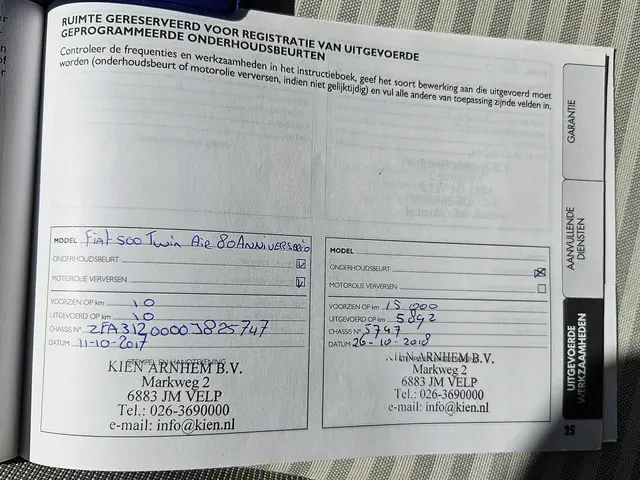 RUIMTE GERESERVEERD VOOR REGISTRATIE VAN UITGEVOERDE
GEPROGRAMMEERDE ONDERHOUDSBEURTEN
Controleer de frequenties en werkzaamheden in het instructieboek, geef het soort bewerking aan die uitgevoerd moet
worden (onderhoudsbeurt of motorolie verversen, indien niet gelijktijdig) en vul alle andere van toepassing zijnde velden in.
GARANTIE
AANVULLENDE
DIENSTEN
UITGEVOERDE
WERKZAAMHEDEN
MODEL Fiat 500 Twin Air 80 ANNIVERSARIO
ONDERHOUDSBEURT
MOTOROLIE VERVERSEN
VOORZIEN OP km 10
UITGEVOERD OP km 10
CHASSIS N° ZFA3120000J825747
DATUM 11-10-2017
STEMPEL EN HANDTEKENING
KIEN ARNHEM B.V.
Markweg 2
6883 JM VELP
Tel.: 026-3690000
e-mail: info@kien.nl
MODEL
ONDERHOUDSBEURT
MOTOROLIE VERVERSEN
VOORZIEN OP km 15 000
UITGEVOERD OP km 5892
CHASSIS N° 5747
DATUM 26-10-2018
KIEN ARNHEM B.V.
Markweg 2
6883 JM VELP
Tel.: 026-3690000
e-mail: info@kien.nl
25